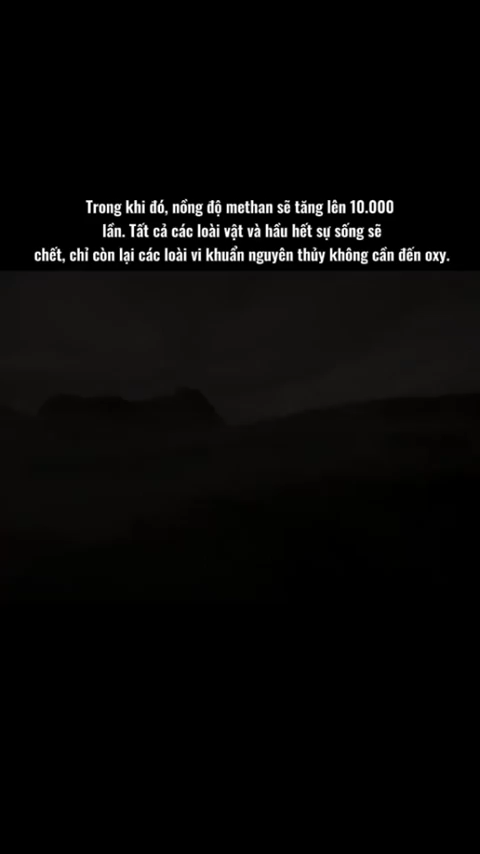 Trong khi đó, nồng độ methan sẽ tăng lên 10.000
lần. Tất cả các loài vật và hầu hết sự sống sẽ
chết, chỉ còn lại các loài vi khuẩn nguyên thủy không cần đến oxy.